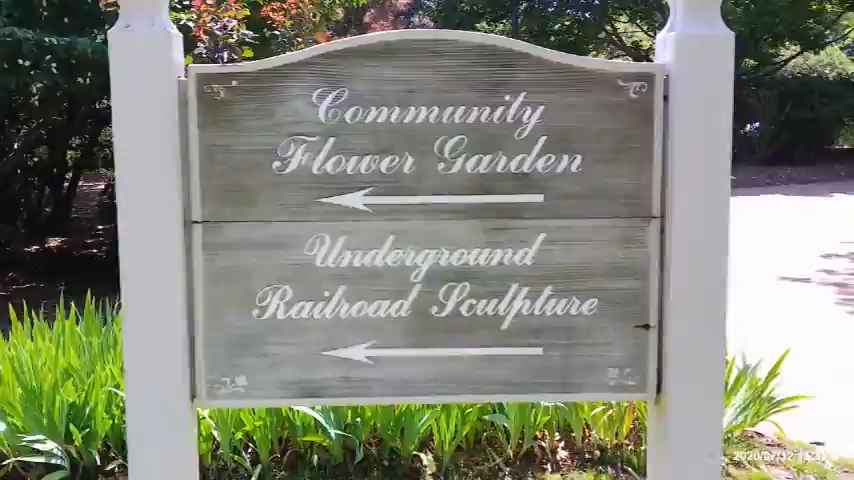 Community
Flower Garden
Underground
Railroad Sculpture